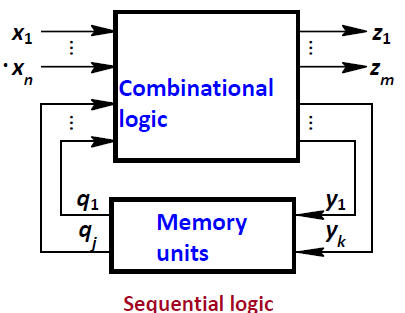 x1 z1
⋮ ⋮
· xn zm
Combinational
logic
⋮ ⋮
q1 y1
Memory
qj yk
units
Sequential logic